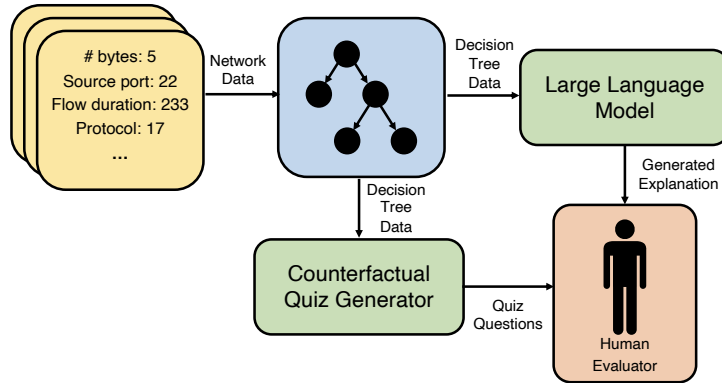 # bytes: 5
Source port: 22
Flow duration: 233
Protocol: 17
...
Network
Data
Decision
Tree
Data
Large Language
Model
Decision
Tree
Data
Generated
Explanation
Counterfactual
Quiz Generator
Quiz
Questions
Human
Evaluator